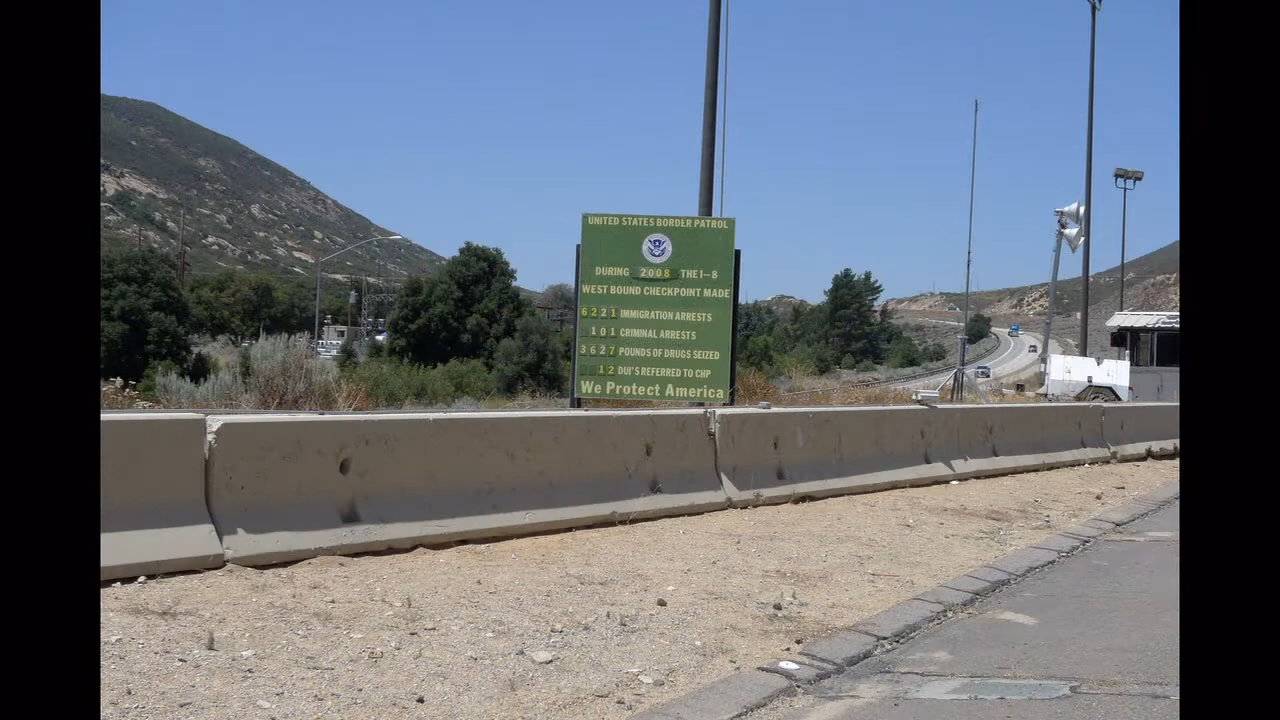 UNITED STATES BORDER PATROL
DURING 2008 THE I-8
WEST BOUND CHECKPOINT MADE
6221 IMMIGRATION ARRESTS
101 CRIMINAL ARRESTS
3627 POUNDS OF DRUGS SEIZED
12 DUI'S REFERRED TO CHP
We Protect America